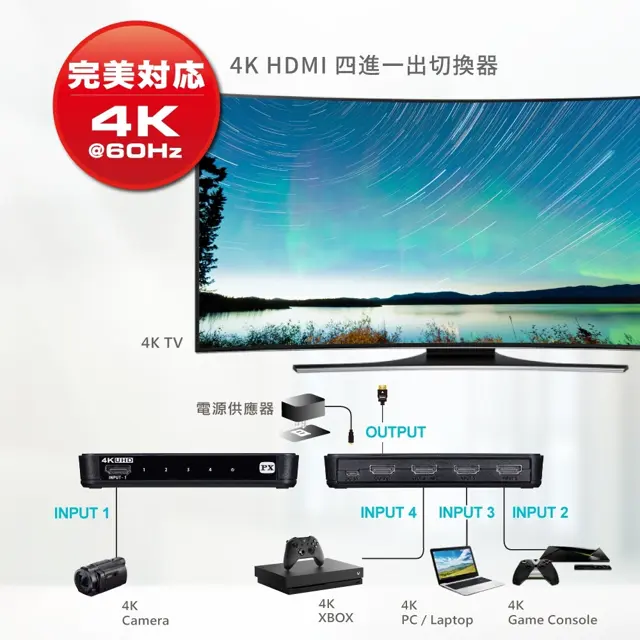 完美対応
4K
@60Hz
4K HDMI 四進一出切換器
4K TV
電源供應器
OUTPUT
4K UHD
INPUT - 1
1 2 3 4
PX
INPUT 1
INPUT 4
INPUT 3
INPUT 2
4K
Camera
4K
XBOX
4K
PC / Laptop
4K
Game Console